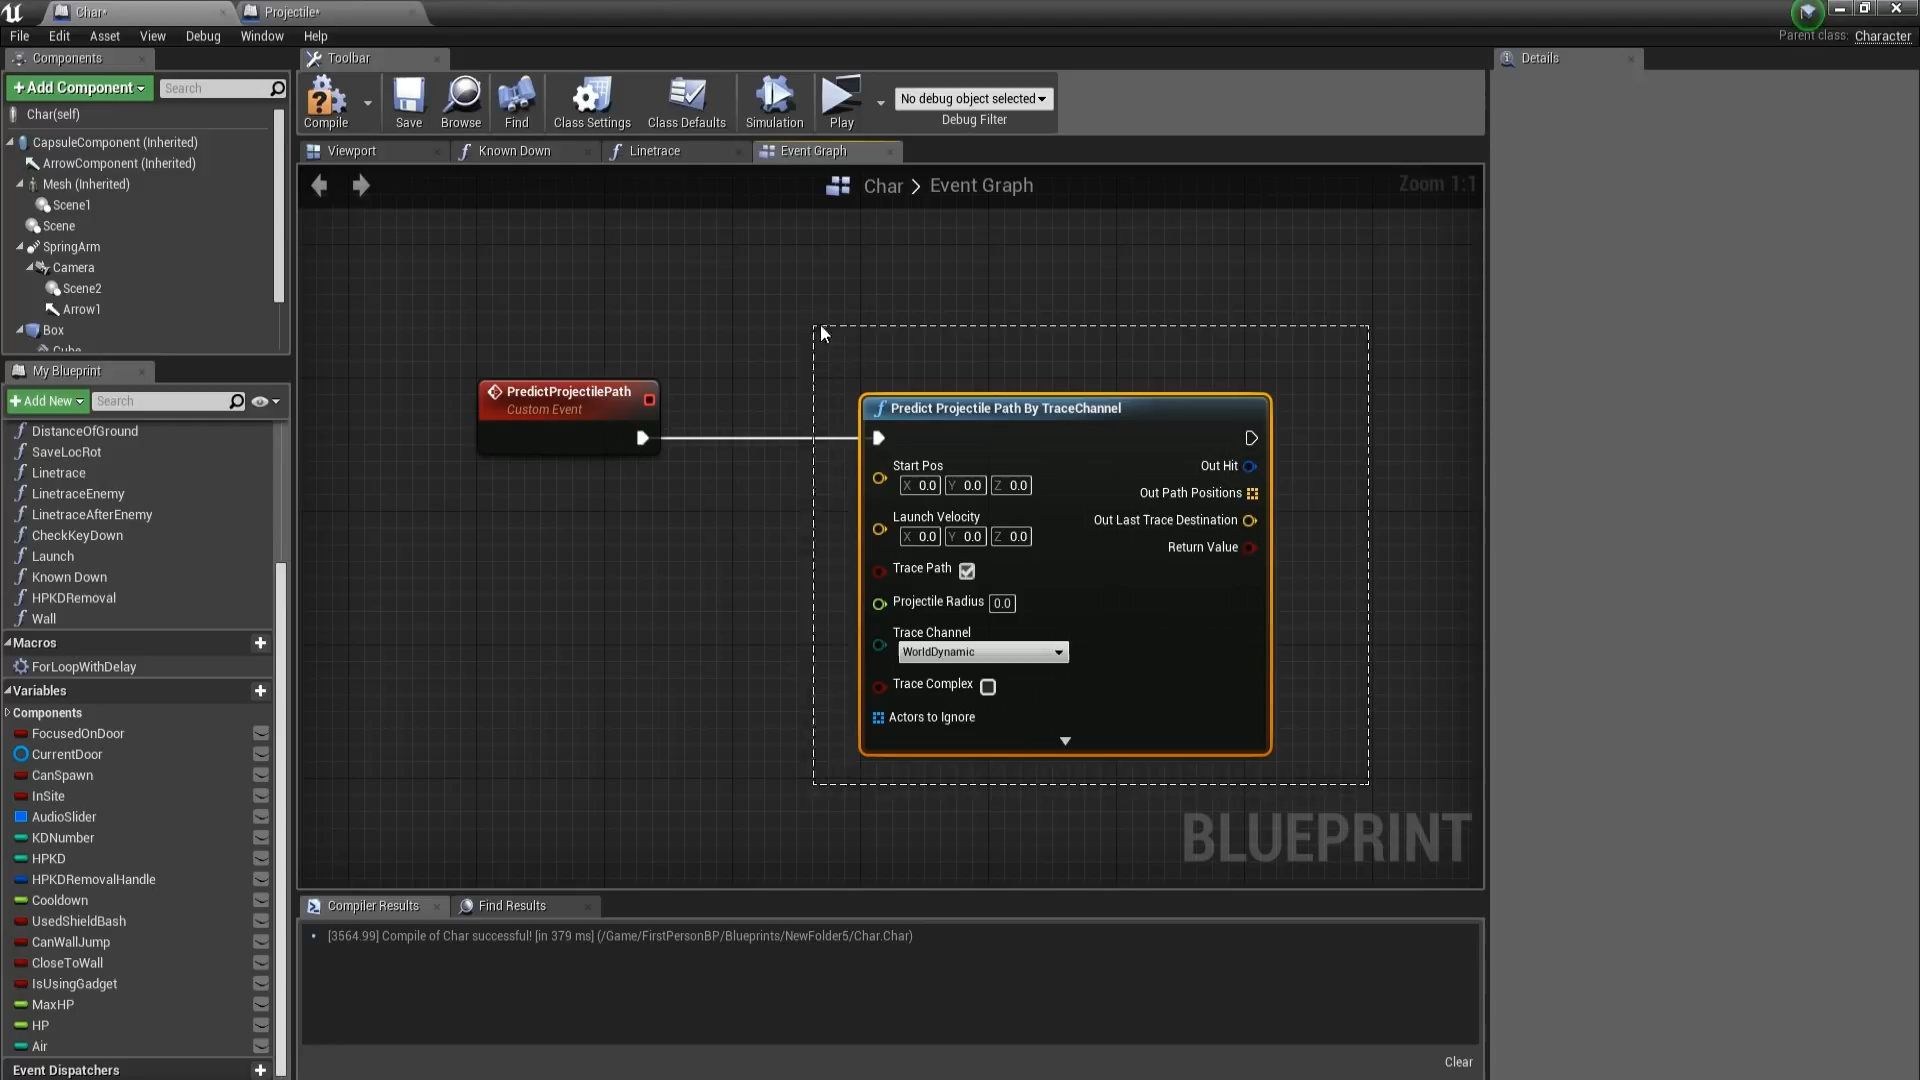 Char*
Projectile*
File Edit Asset View Debug Window Help
Parent class: Character
Components
+Add Component
Search
Char(self)
CapsuleComponent (Inherited)
ArrowComponent (Inherited)
Mesh (Inherited)
Scene1
Scene
SpringArm
Camera
Scene2
Arrow1
Box
Cube
My Blueprint
+Add New
Search
DistanceOfGround
SaveLocRot
Linetrace
LinetraceEnemy
LinetraceAfterEnemy
CheckKeyDown
Launch
Known Down
HPKDRemoval
Wall
Macros
ForLoopWithDelay
Variables
Components
FocusedOnDoor
CurrentDoor
CanSpawn
InSite
AudioSlider
KDNumber
HPKD
HPKDRemovalHandle
Cooldown
UsedShieldBash
CanWallJump
CloseToWall
IsUsingGadget
MaxHP
HP
Air
Event Dispatchers
Toolbar
Compile
Save
Browse
Find
Class Settings
Class Defaults
Simulation
Play
No debug object selected
Debug Filter
Viewport
Known Down
Linetrace
Event Graph
Char > Event Graph
Zoom 1:1
PredictProjectilePath
Custom Event
Predict Projectile Path By TraceChannel
Start Pos
X 0.0 Y 0.0 Z 0.0
Launch Velocity
X 0.0 Y 0.0 Z 0.0
Trace Path
Projectile Radius 0.0
Trace Channel
WorldDynamic
Trace Complex
Actors to Ignore
Out Hit
Out Path Positions
Out Last Trace Destination
Return Value
BLUEPRINT
Compiler Results
Find Results
[3564.99] Compile of Char successful! [in 379 ms] (/Game/FirstPersonBP/Blueprints/NewFolder5/Char.Char)
Clear
Details